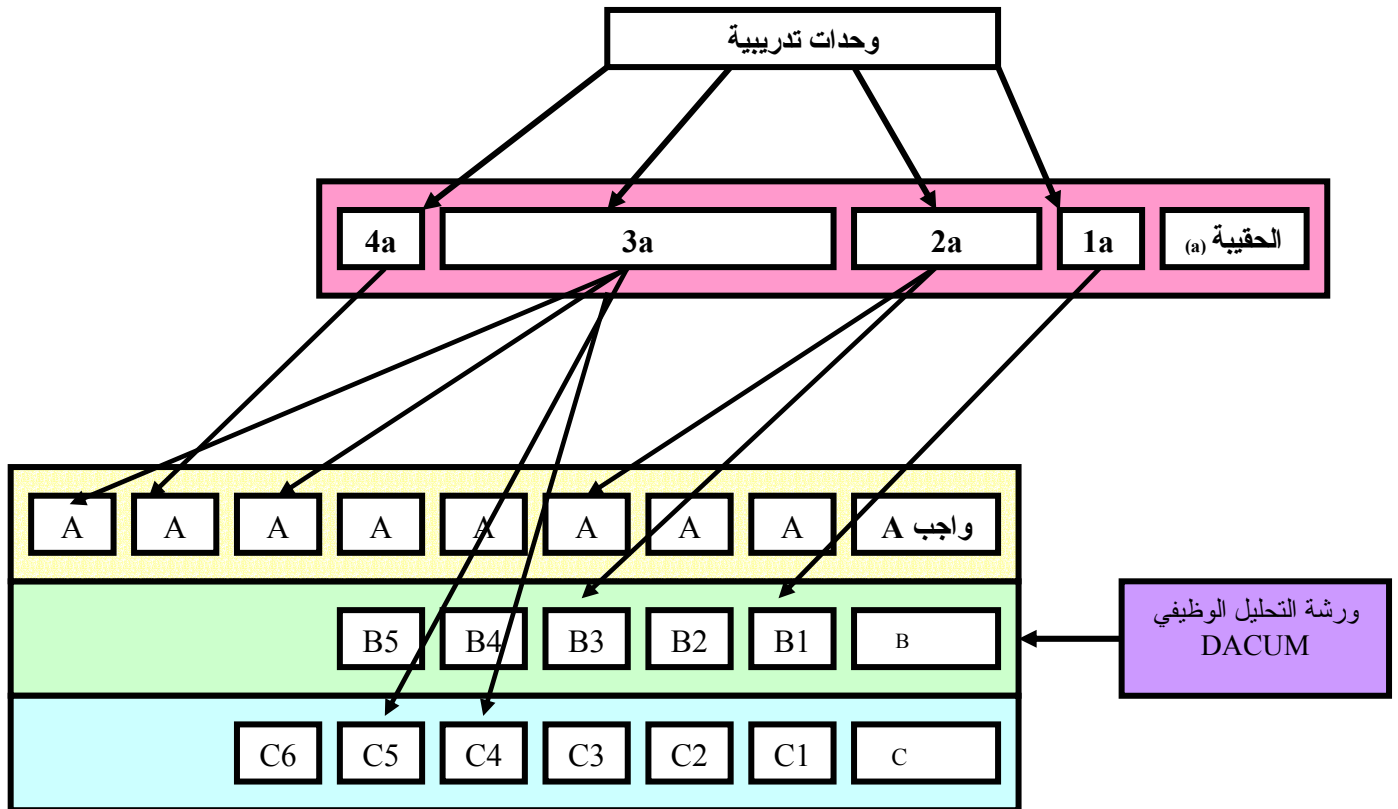 وحدات تدريبية
الحقيبة (a)
1a
2a
3a
4a
واجب A
A
A
A
A
A
A
A
A
B
B1
B2
B3
B4
B5
ورشة التحليل الوظيفي
DACUM
C
C1
C2
C3
C4
C5
C6